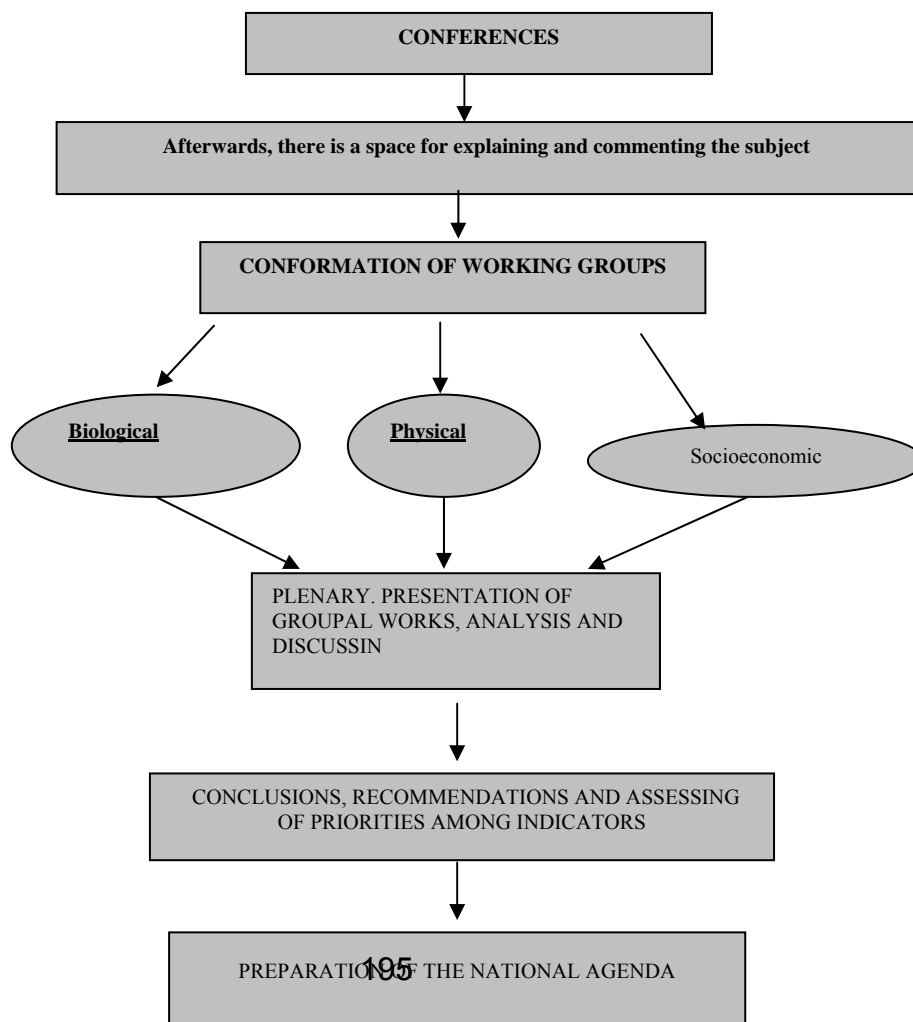 CONFERENCES
Afterwards, there is a space for explaining and commenting the subject
CONFORMATION OF WORKING GROUPS
Biological
Physical
Socioeconomic
PLENARY. PRESENTATION OF
GROUPAL WORKS, ANALYSIS AND
DISCUSSIN
CONCLUSIONS, RECOMMENDATIONS AND ASSESSING
OF PRIORITIES AMONG INDICATORS
PREPARATION OF THE NATIONAL AGENDA
195